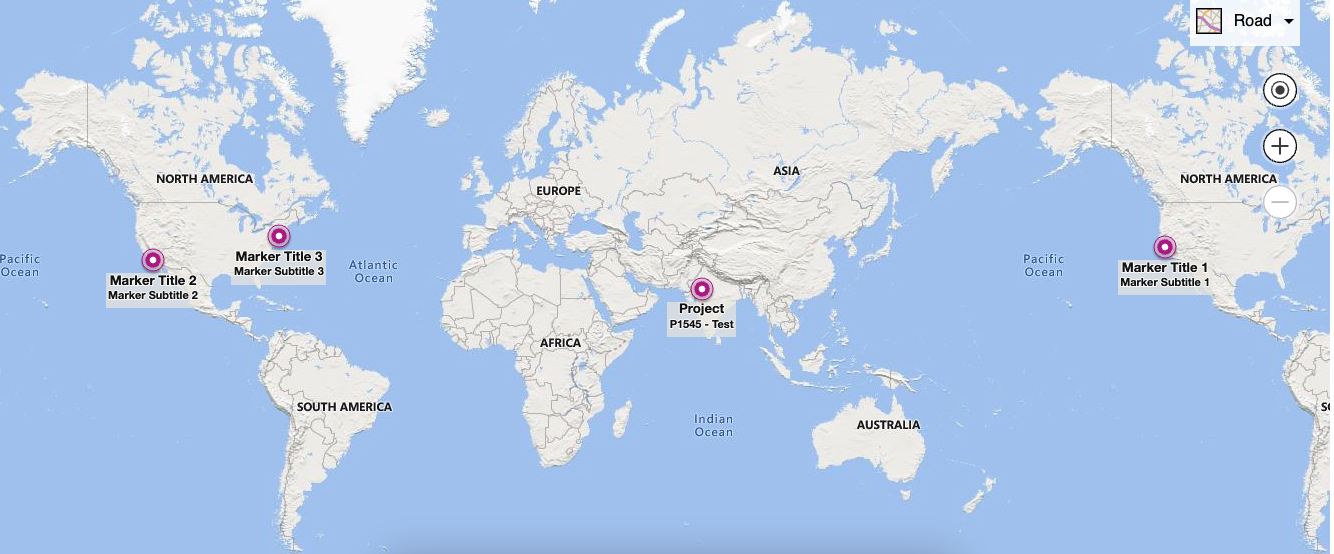 Road
ASIA
NORTH AMERICA
NORTH AMERICA
EUROPE
Marker Title 3
Marker Subtitle 3
Pacific
Ocean
Atlantic
Ocean
Pacific
Ocean
Marker Title 1
Marker Subtitle 1
Marker Title 2
Marker Subtitle 2
Project
P1545 - Test
AFRICA
SOUTH AMERICA
Indian
Ocean
AUSTRALIA
SO